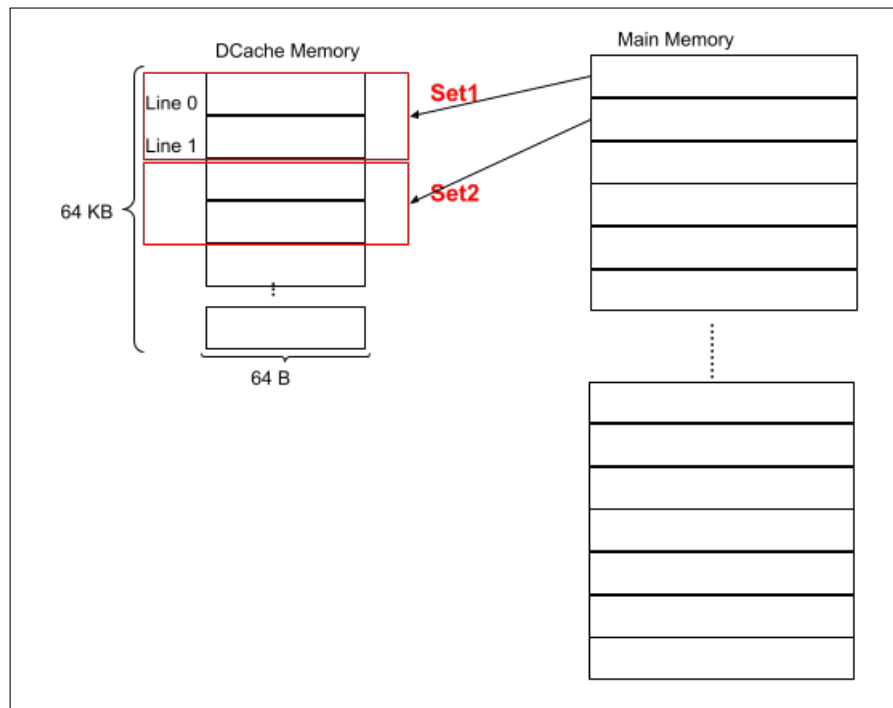 DCache Memory
Main Memory
Line 0
Set1
Line 1
Set2
64 KB
64 B